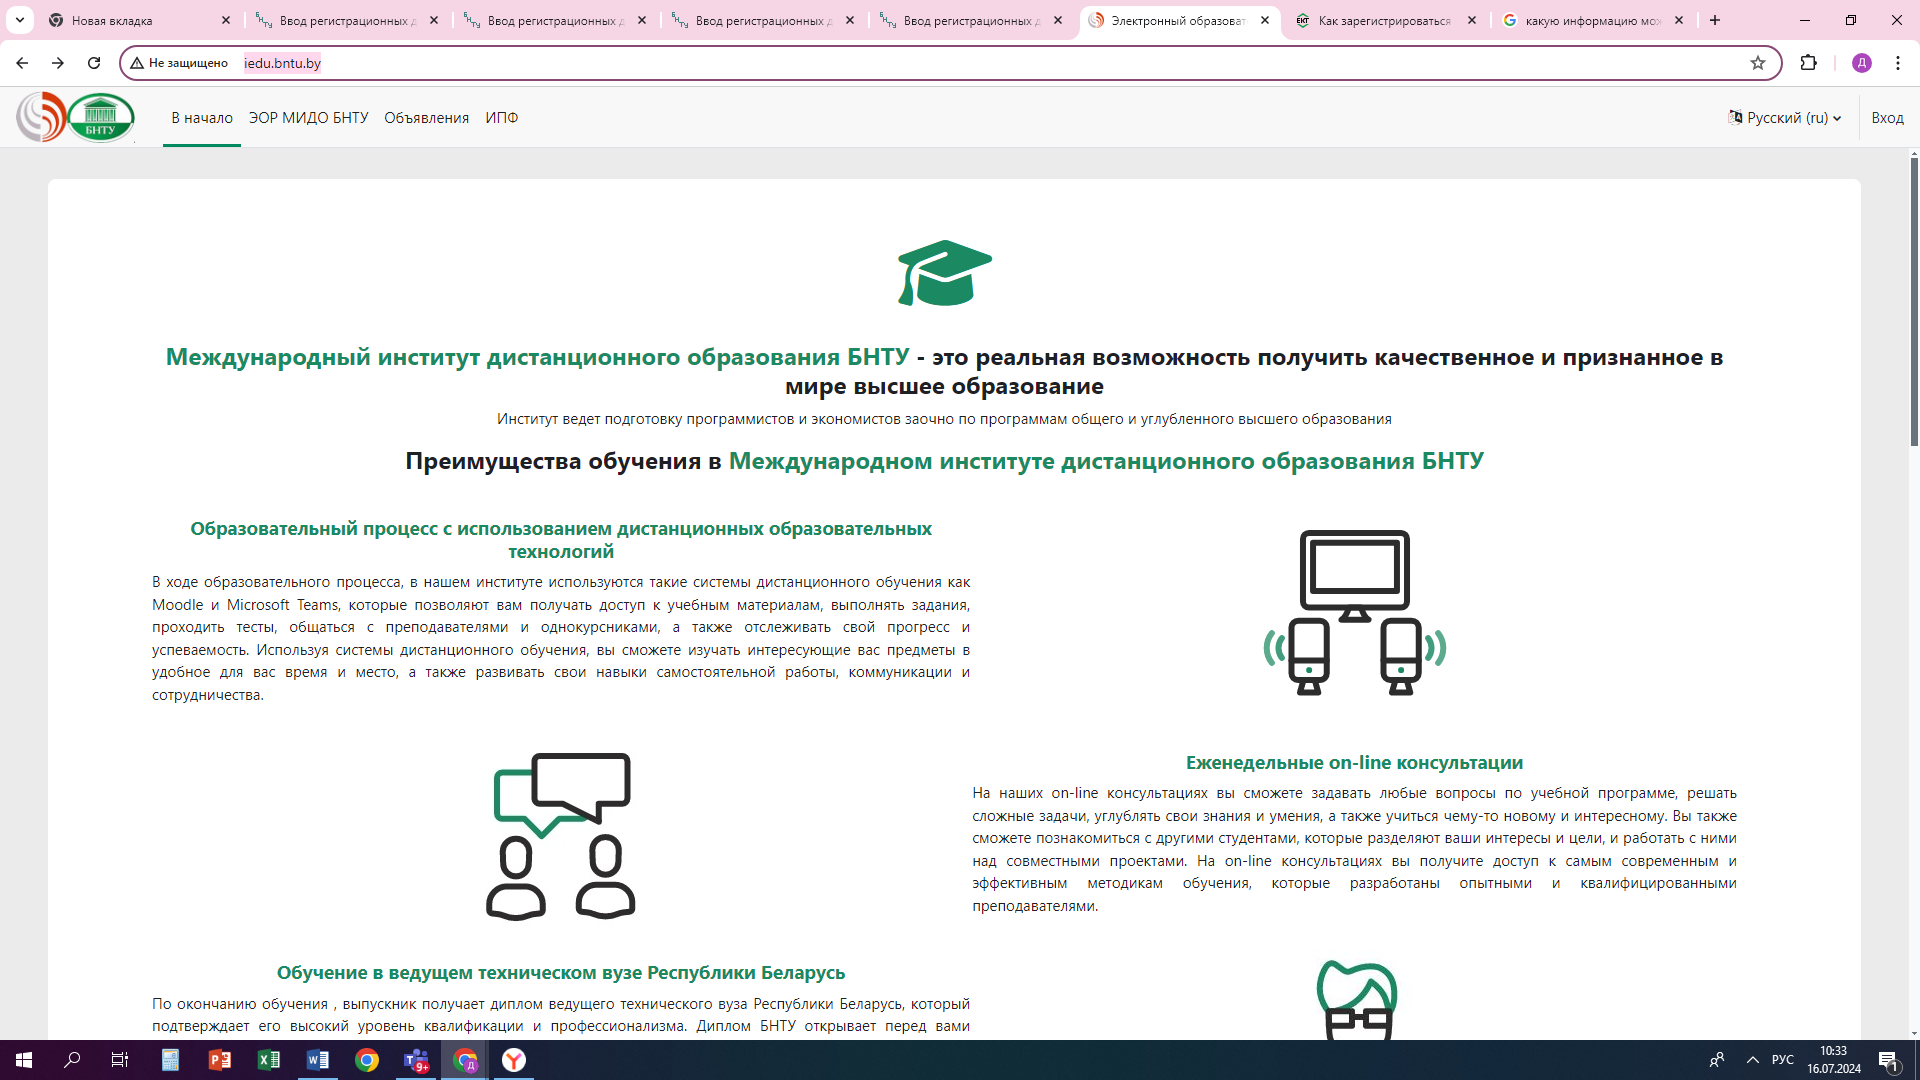 Новая вкладка
Ввод регистрационных д
Ввод регистрационных д
Ввод регистрационных д
Ввод регистрационных д
Электронный образоват
Как зарегистрироваться
какую информацию мож
Не защищено
iedu.bntu.by
Д
БНТУ
В начало
ЭОР МИДО БНТУ
Объявления
ИПФ
Русский (ru)
Вход
Международный институт дистанционного образования БНТУ - это реальная возможность получить качественное и признанное в
мире высшее образование
Институт ведет подготовку программистов и экономистов заочно по программам общего и углубленного высшего образования
Преимущества обучения в Международном институте дистанционного образования БНТУ
Образовательный процесс с использованием дистанционных образовательных
технологий
В ходе образовательного процесса, в нашем институте используются такие системы дистанционного обучения как
Moodle и Microsoft Teams, которые позволяют вам получать доступ к учебным материалам, выполнять задания,
проходить тесты, общаться с преподавателями и однокурсниками, а также отслеживать свой прогресс и
успеваемость. Используя системы дистанционного обучения, вы сможете изучать интересующие вас предметы в
удобное для вас время и место, а также развивать свои навыки самостоятельной работы, коммуникации и
сотрудничества.
Еженедельные on-line консультации
На наших on-line консультациях вы сможете задавать любые вопросы по учебной программе, решать
сложные задачи, углублять свои знания и умения, а также учиться чему-то новому и интересному. Вы также
сможете познакомиться с другими студентами, которые разделяют ваши интересы и цели, и работать с ними
над совместными проектами. На on-line консультациях вы получите доступ к самым современным и
эффективным методикам обучения, которые разработаны опытными и квалифицированными
преподавателями.
Обучение в ведущем техническом вузе Республики Беларусь
По окончанию обучения , выпускник получает диплом ведущего технического вуза Республики Беларусь, который
подтверждает его высокий уровень квалификации и профессионализма. Диплом БНТУ открывает перед вами
9+
Д
РУС
10:33
16.07.2024
1